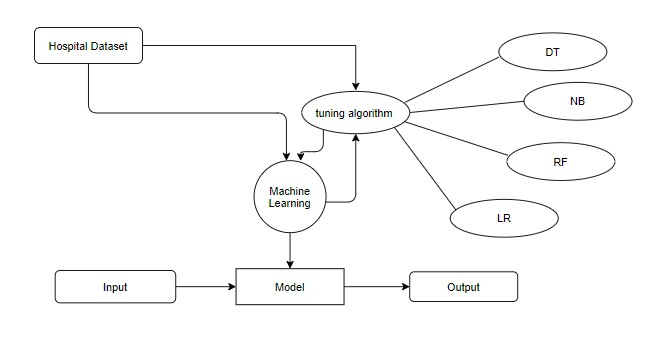 Hospital Dataset
DT
NB
tuning algorithm
RF
Machine
Learning
LR
Input
Model
Output